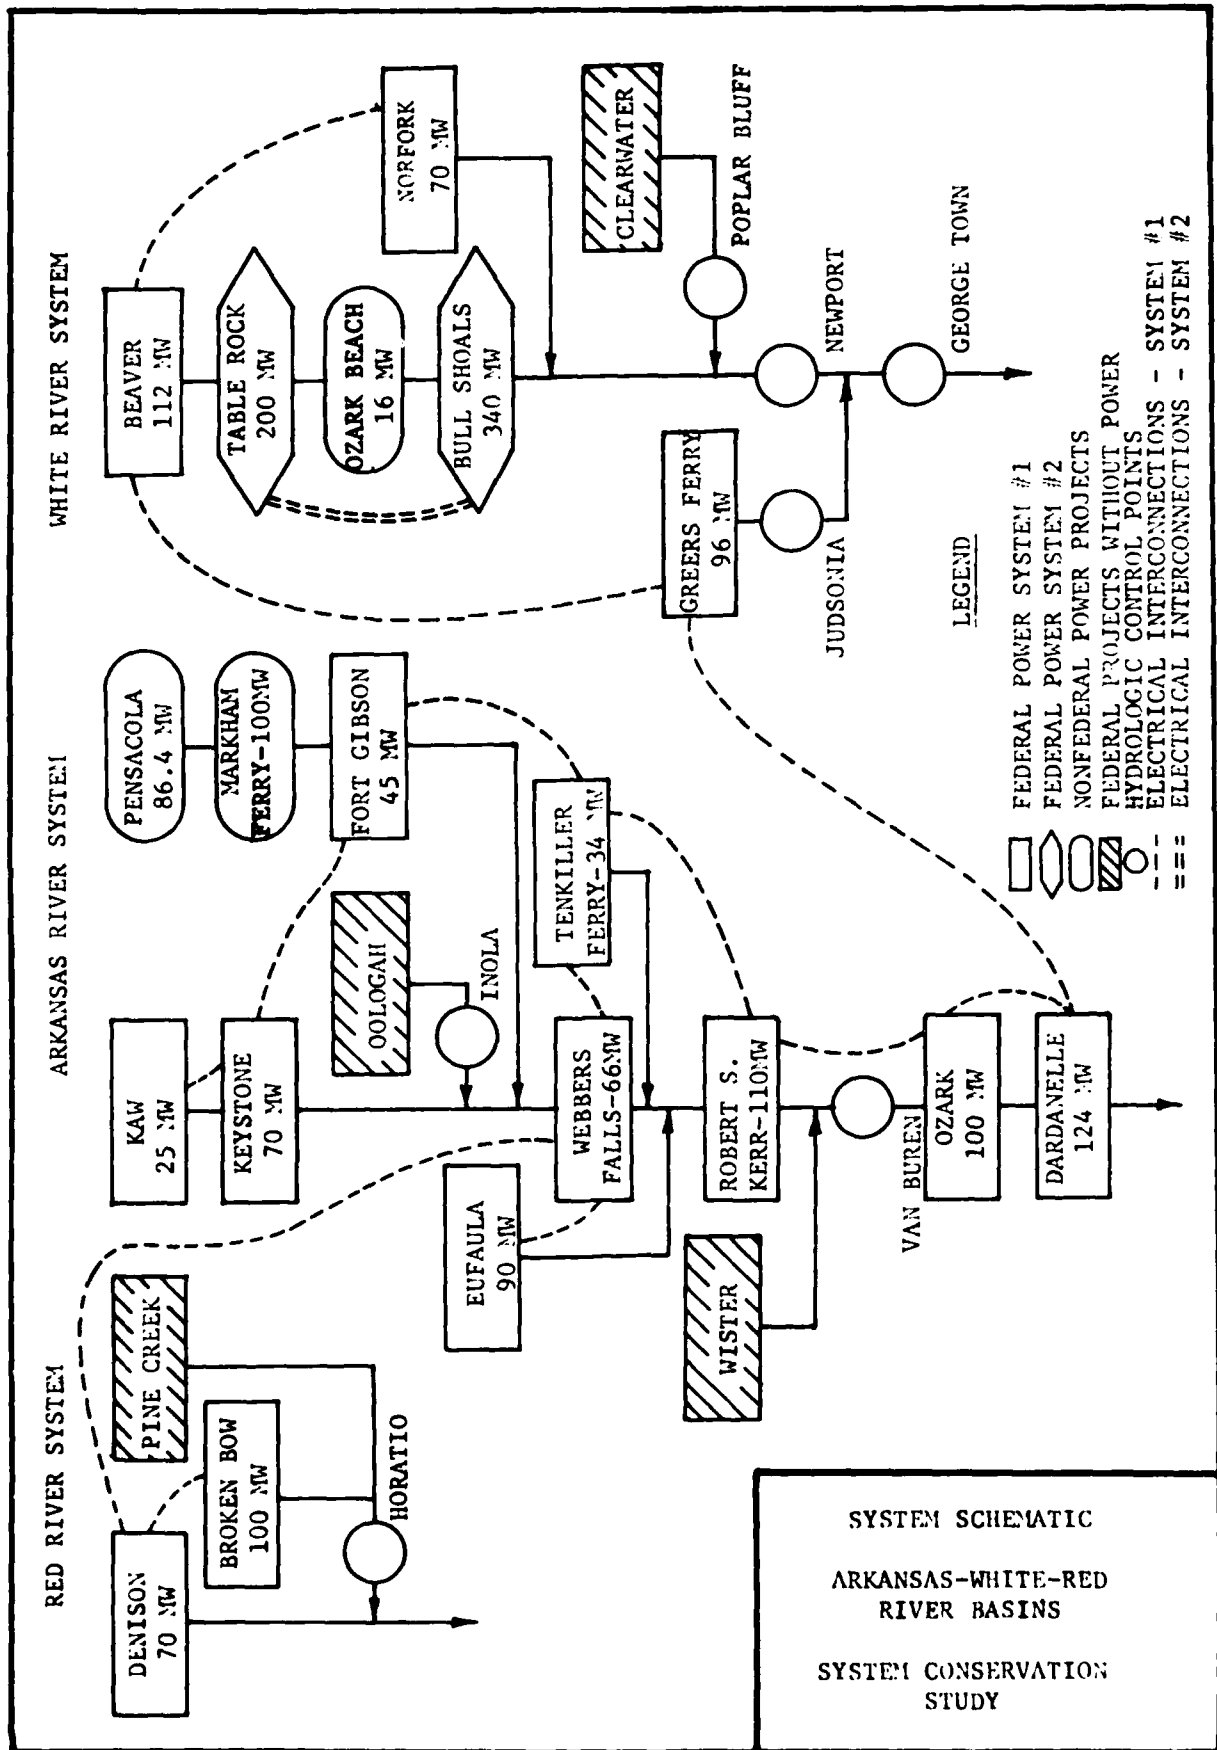 RED RIVER SYSTEM
DENISON
70 MW
BROKEN BOW
100 MW
PINE CREEK
HORATIO
ARKANSAS RIVER SYSTEM
KAW
25 MW
KEYSTONE
70 MW
PENSACOLA
86.4 MW
MARKHAM
FERRY-100MW
FORT GIBSON
45 MW
OOLOGAH
INOLA
EUFAULA
90 MW
WEBBERS
FALLS-66MW
TENKILLER
FERRY-34 MW
WISTER
ROBERT S.
KERR-110MW
VAN BUREN
OZARK
100 MW
DARDANELLE
124 MW
WHITE RIVER SYSTEM
BEAVER
112 MW
TABLE ROCK
200 MW
OZARK BEACH
16 MW
BULL SHOALS
340 MW
NORFORK
70 MW
CLEARWATER
POPLAR BLUFF
GREERS FERRY
96 MW
JUDSONIA
NEWPORT
GEORGE TOWN
LEGEND
FEDERAL POWER SYSTEM #1
FEDERAL POWER SYSTEM #2
NONFEDERAL POWER PROJECTS
FEDERAL PROJECTS WITHOUT POWER
HYDROLOGIC CONTROL POINTS
ELECTRICAL INTERCONNECTIONS - SYSTEM #1
ELECTRICAL INTERCONNECTIONS - SYSTEM #2
SYSTEM SCHEMATIC
ARKANSAS-WHITE-RED
RIVER BASINS
SYSTEM CONSERVATION
STUDY